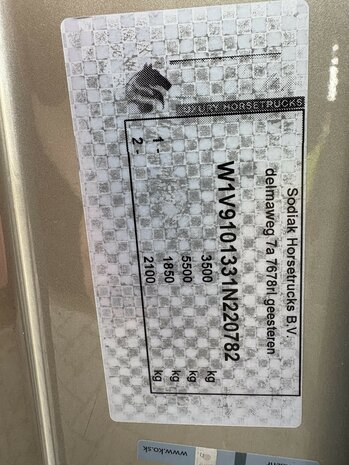 LUXURY HORSETRUCKS
Sodiak Horsetrucks B.V.
delmaweg 7a 7678rl geesteren
W1V9101331N220782
3500 kg
5500 kg
1 - 1850 kg
2 - 2100 kg
www.ko.sk